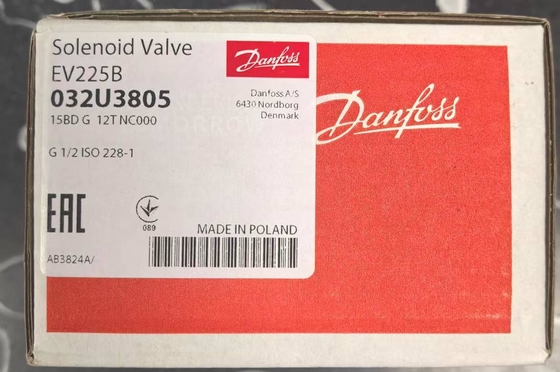 Solenoid Valve
EV225B
032U3805
15BD G 12T NC000
G 1/2 ISO 228-1
Danfoss
Danfoss A/S
6430 Nordborg
Denmark
Danfoss
EAC
089
MADE IN POLAND
AB3824A/